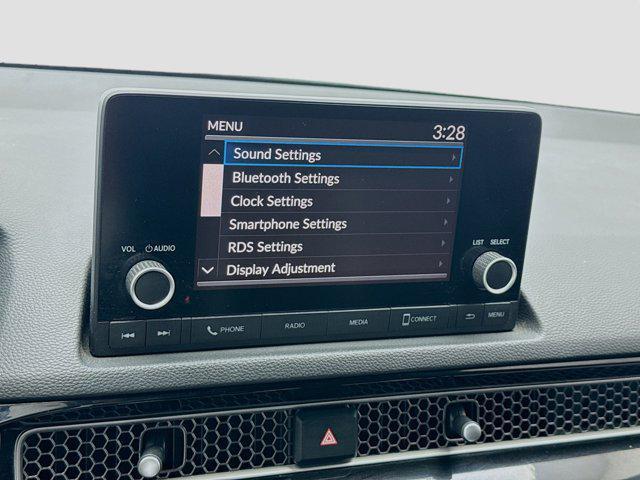 MENU 3:28
Sound Settings
Bluetooth Settings
Clock Settings
Smartphone Settings
RDS Settings
Display Adjustment
VOL AUDIO
LIST SELECT
PHONE RADIO MEDIA CONNECT MENU